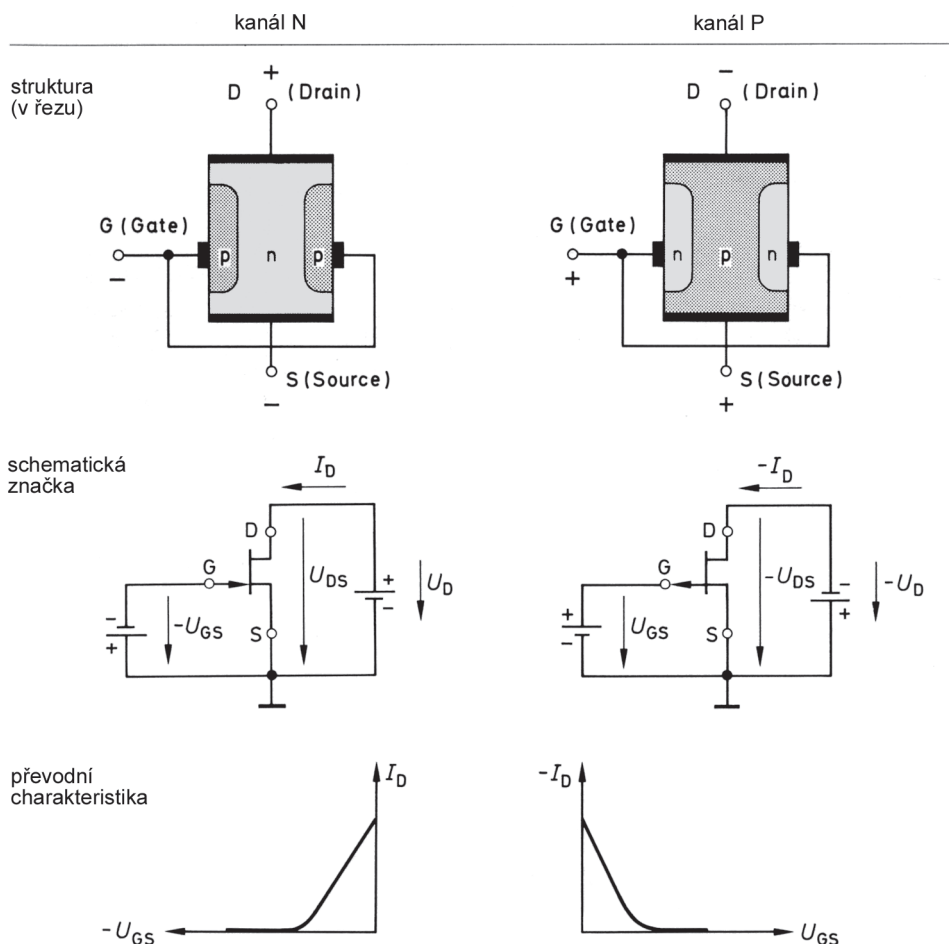 kanál N
kanál P
struktura
(v řezu)
+
D (Drain)
G (Gate)
−
p n p
S (Source)
−
−
D (Drain)
G (Gate)
+
n p n
S (Source)
+
schematická
značka
I_D
D
G
U_DS
+
−
U_D
−
+
-U_GS
S
-I_D
D
G
-U_DS
−
+
-U_D
+
−
U_GS
S
převodní
charakteristika
I_D
-U_GS
-I_D
U_GS